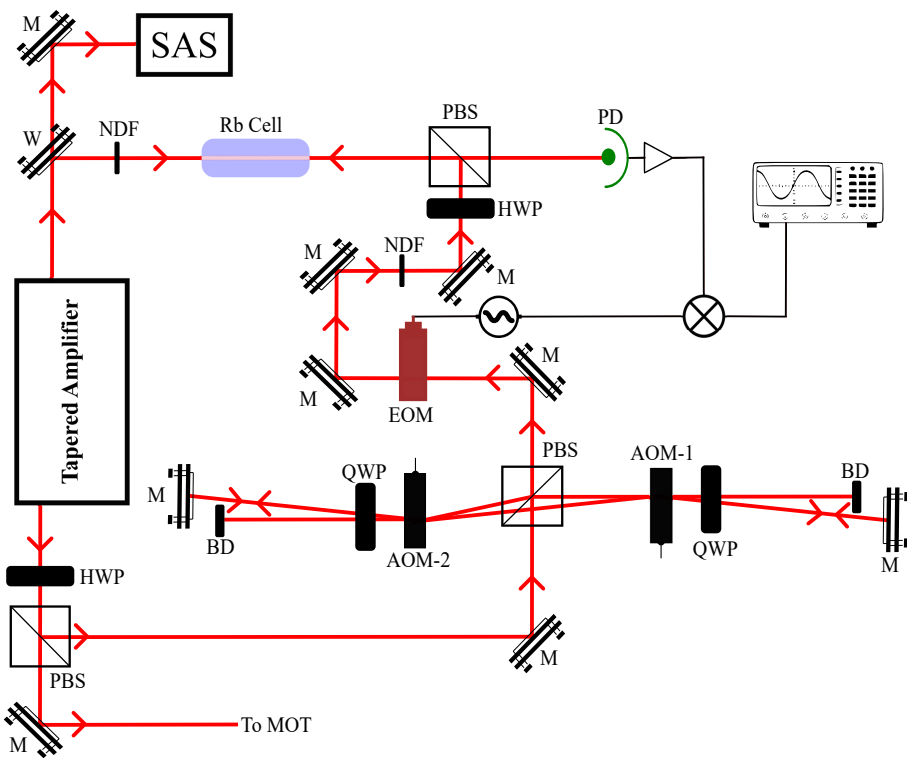 M
SAS
W
NDF
Rb Cell
PBS
PD
HWP
M
NDF
M
Tapered Amplifier
M
EOM
M
PBS
AOM-1
M
QWP
BD
BD
AOM-2
QWP
M
HWP
PBS
M
M
To MOT